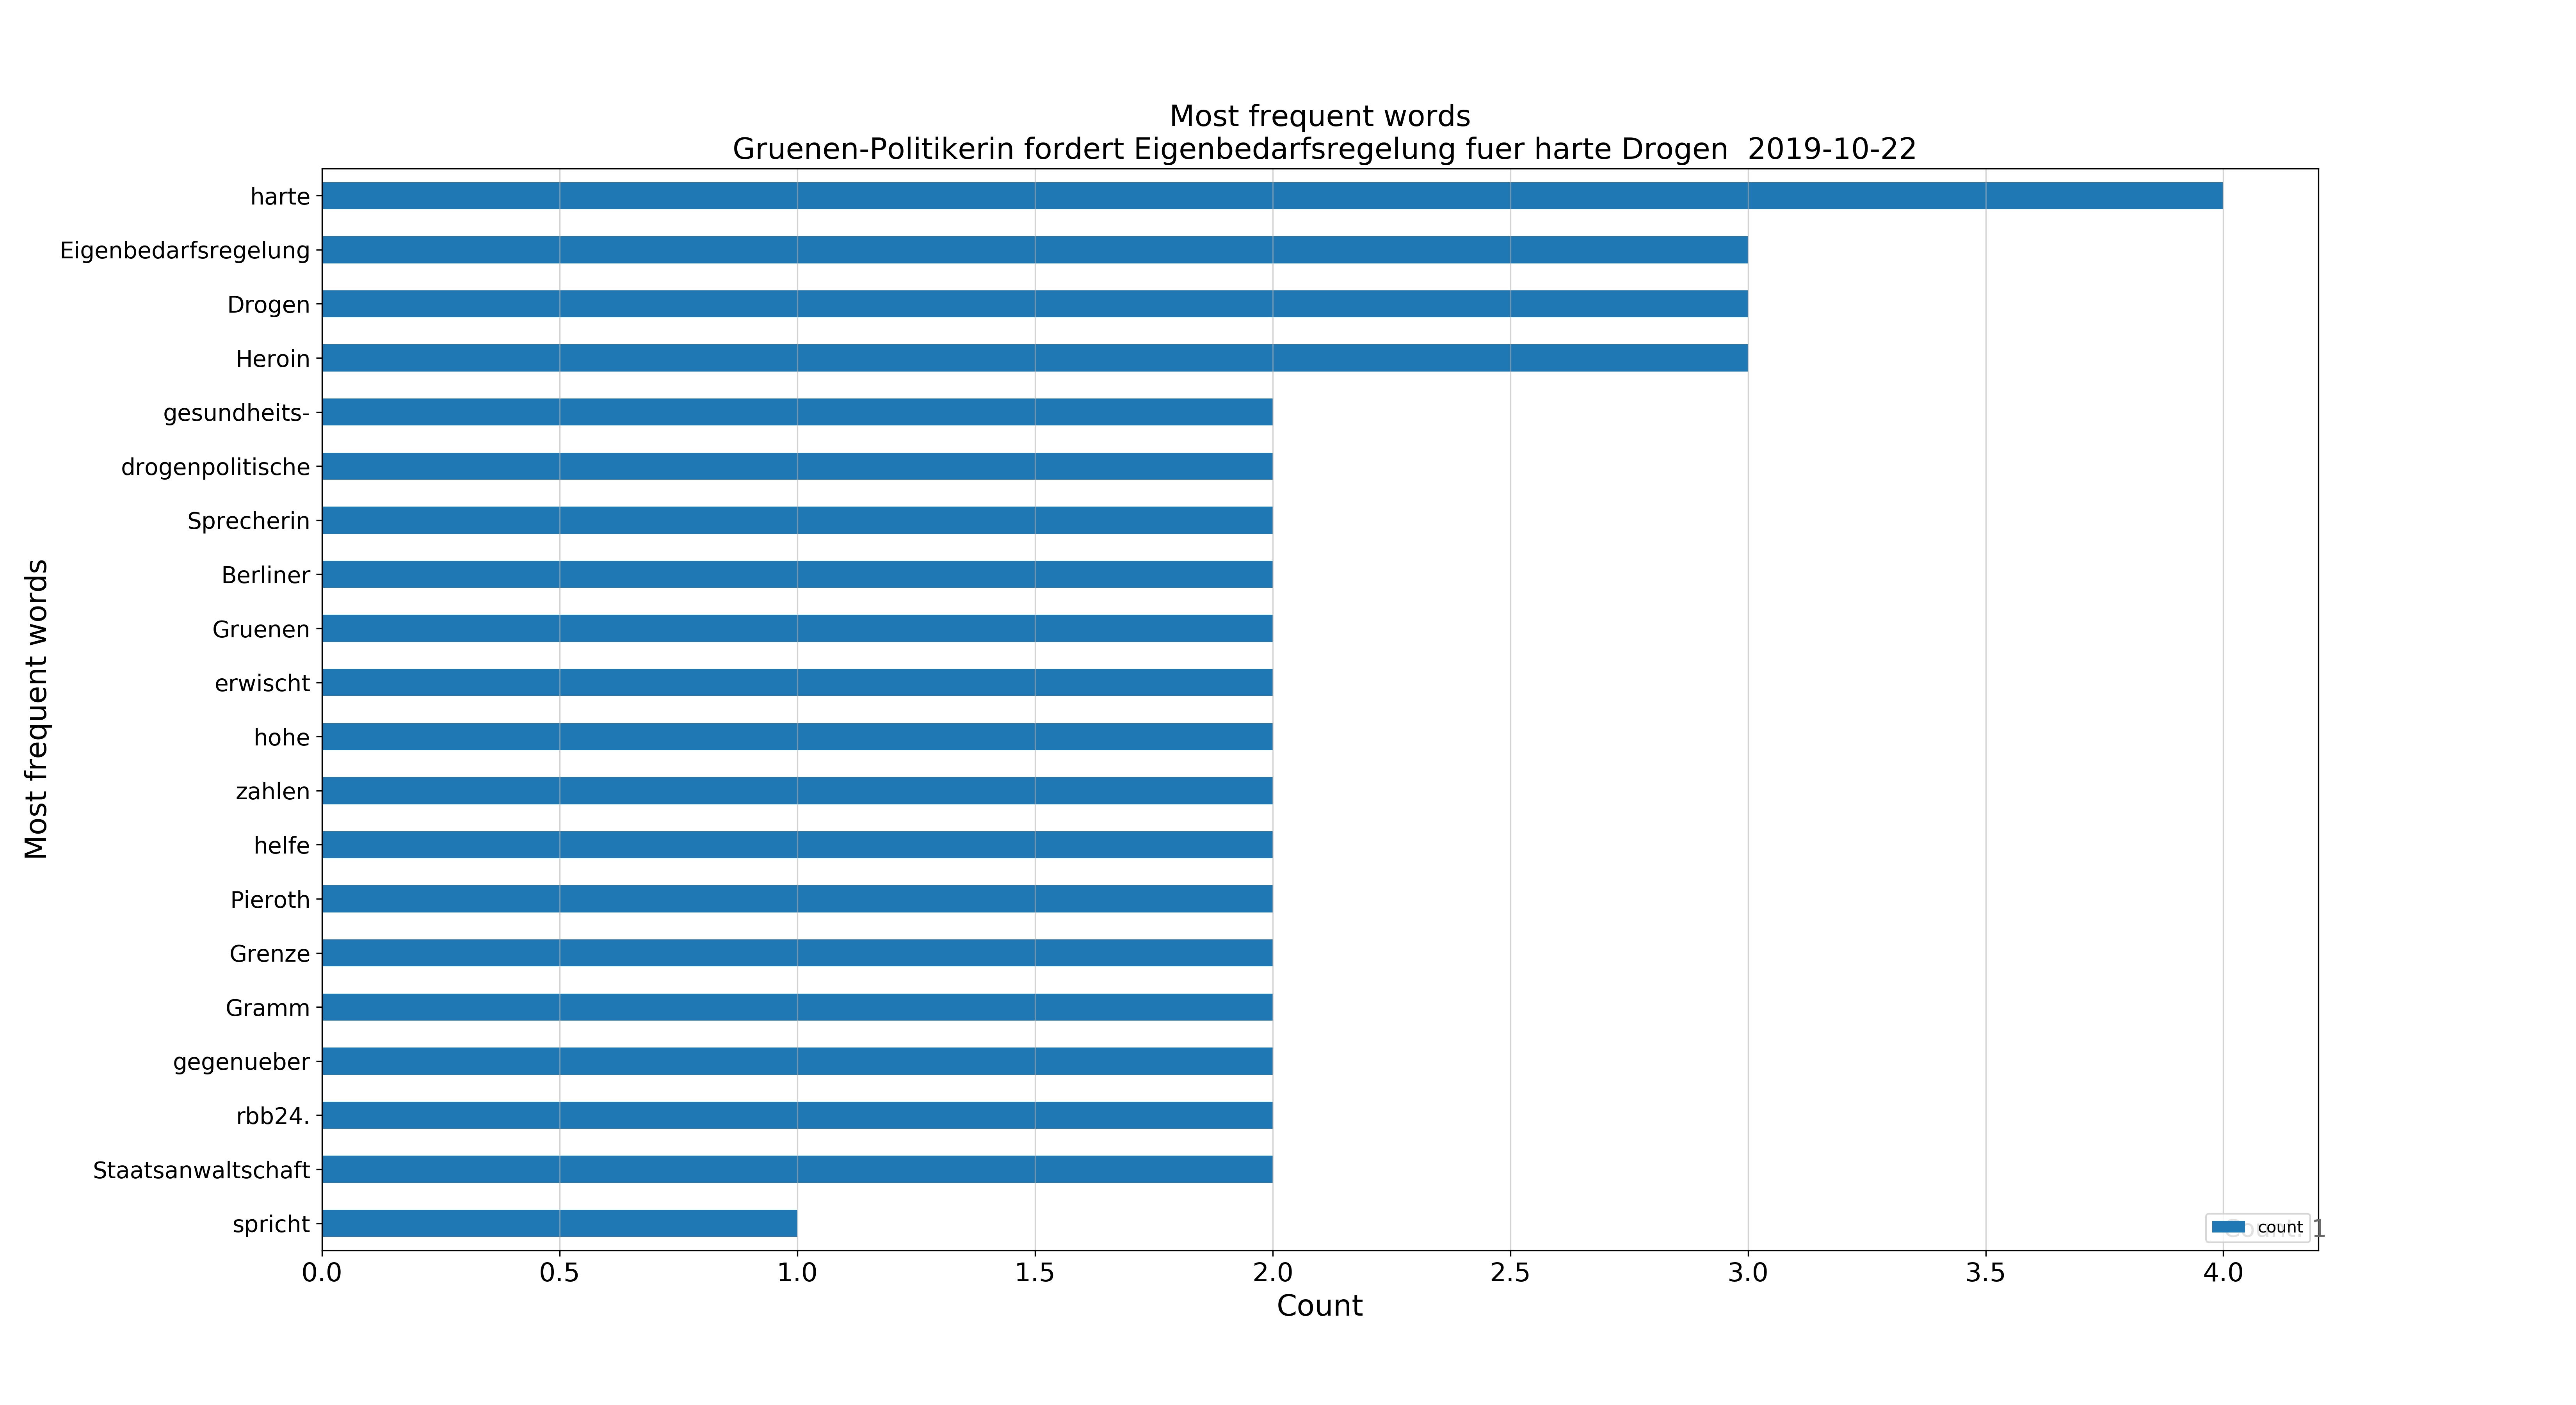 Most frequent words
Gruenen-Politikerin fordert Eigenbedarfsregelung fuer harte Drogen 2019-10-22
harte
Eigenbedarfsregelung
Drogen
Heroin
gesundheits-
drogenpolitische
Sprecherin
Berliner
Gruenen
erwischt
hohe
zahlen
helfe
Pieroth
Grenze
Gramm
gegenueber
rbb24.
Staatsanwaltschaft
spricht
Most frequent words
count
1
0.0 0.5 1.0 1.5 2.0 2.5 3.0 3.5 4.0
Count